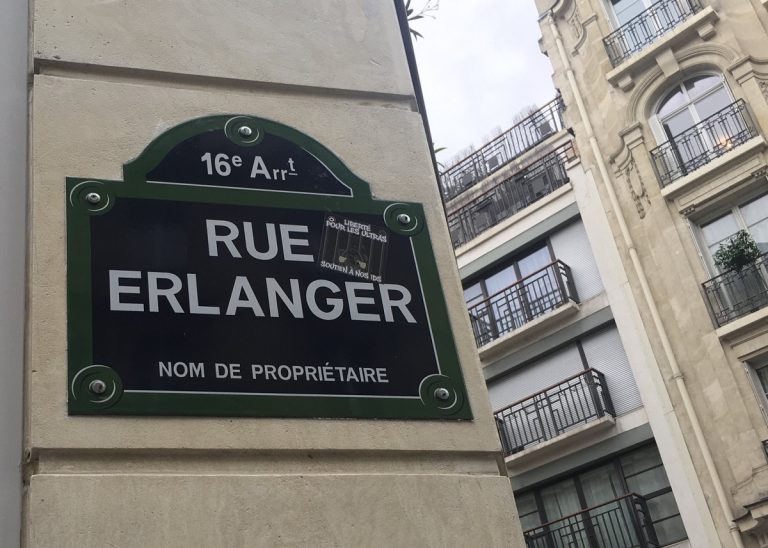 16e Arrt
RUE
ERLANGER
NOM DE PROPRIÉTAIRE
LIBERTÉ
POUR LES ULTRAS
SOUTIEN À NOS IDS